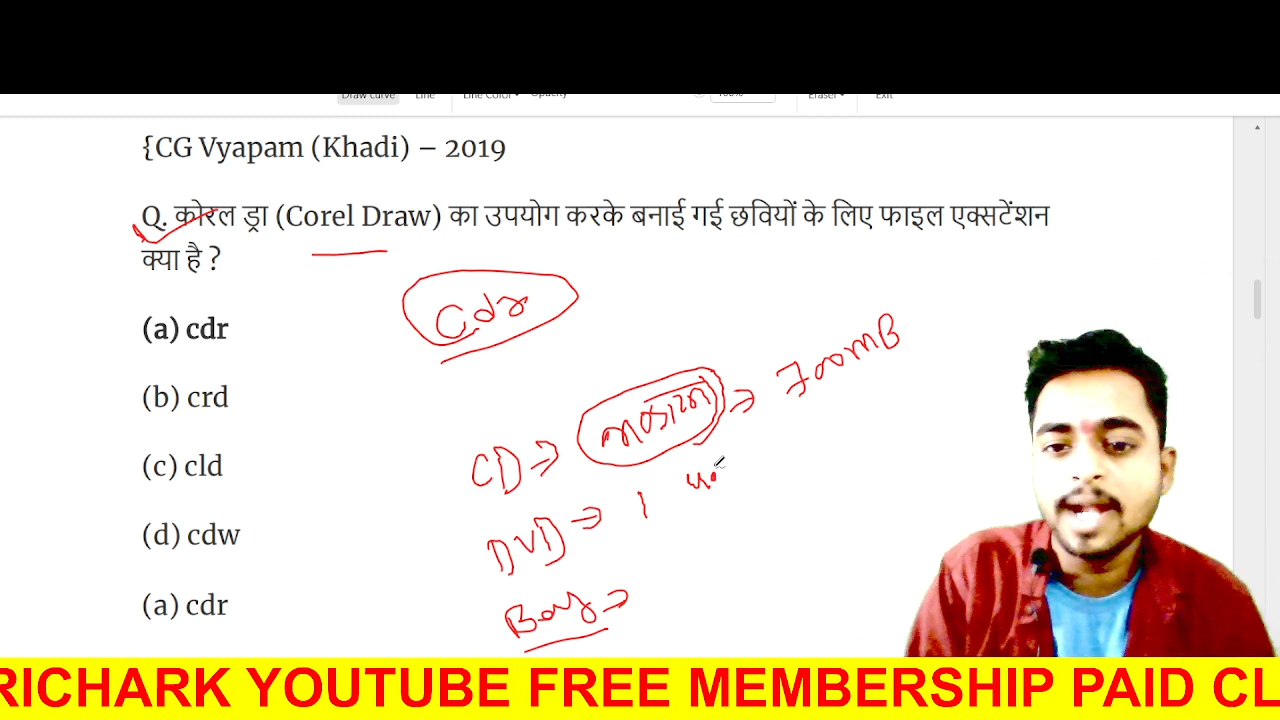 {CG Vyapam (Khadi) – 2019
Q. कोरल ड्रा (Corel Draw) का उपयोग करके बनाई गई छवियों के लिए फाइल एक्सटेंशन
क्या है ?
Cdr
(a) cdr
700MB
(b) crd
CD ⇒ ⇒
(c) cld
DVD ⇒ 1
(d) cdw
(a) cdr
RICHARK YOUTUBE FREE MEMBERSHIP PAID CL